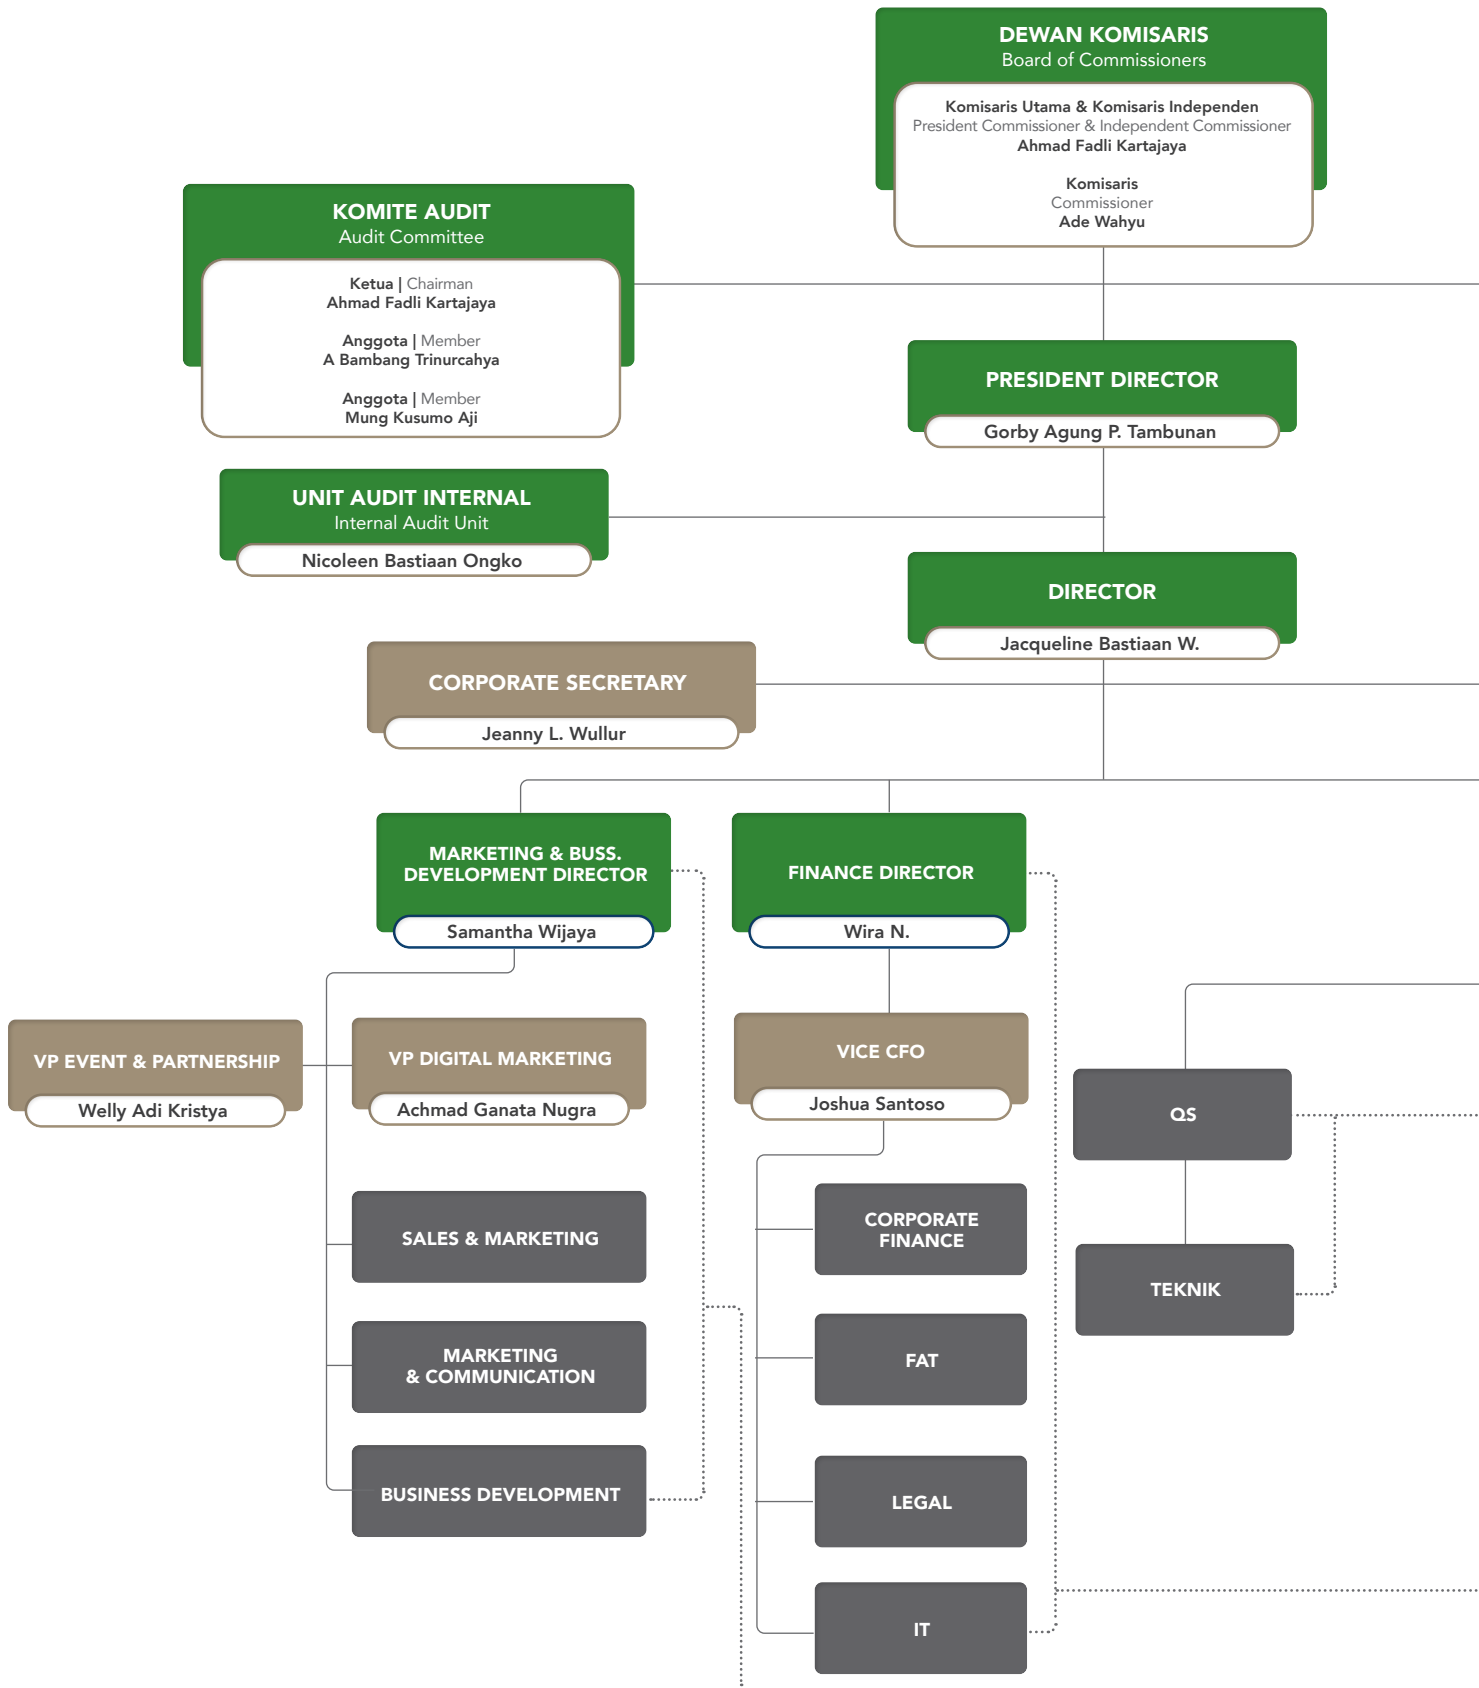 DEWAN KOMISARIS
Board of Commissioners
Komisaris Utama & Komisaris Independen
President Commissioner & Independent Commissioner
Ahmad Fadli Kartajaya
Komisaris
Commissioner
Ade Wahyu
KOMITE AUDIT
Audit Committee
Ketua | Chairman
Ahmad Fadli Kartajaya
Anggota | Member
A Bambang Trinurcahya
Anggota | Member
Mung Kusumo Aji
PRESIDENT DIRECTOR
Gorby Agung P. Tambunan
UNIT AUDIT INTERNAL
Internal Audit Unit
Nicoleen Bastiaan Ongko
DIRECTOR
Jacqueline Bastiaan W.
CORPORATE SECRETARY
Jeanny L. Wullur
MARKETING & BUSS.
DEVELOPMENT DIRECTOR
Samantha Wijaya
FINANCE DIRECTOR
Wira N.
VP EVENT & PARTNERSHIP
Welly Adi Kristya
VP DIGITAL MARKETING
Achmad Ganata Nugra
VICE CFO
Joshua Santoso
QS
SALES & MARKETING
CORPORATE
FINANCE
TEKNIK
MARKETING
& COMMUNICATION
FAT
BUSINESS DEVELOPMENT
LEGAL
IT